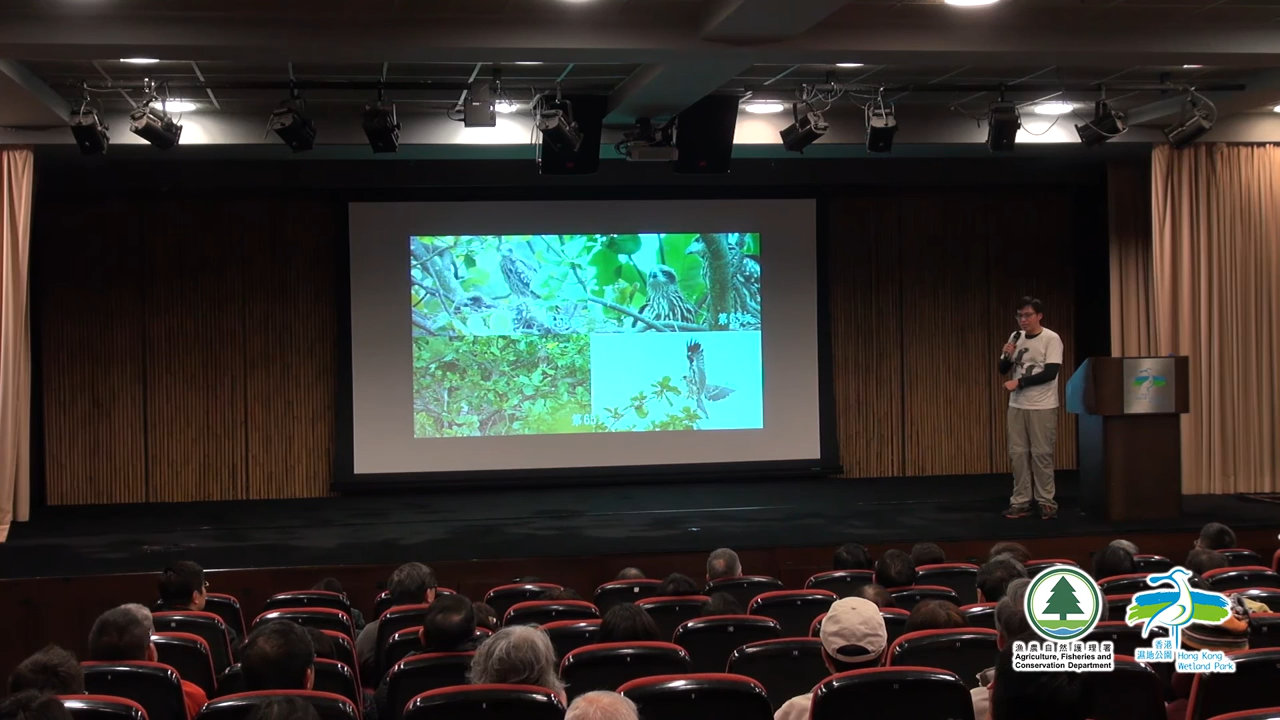 漁農自然護理署
Agriculture, Fisheries and
Conservation Department
香港
濕地公園
Hong Kong
Wetland Park